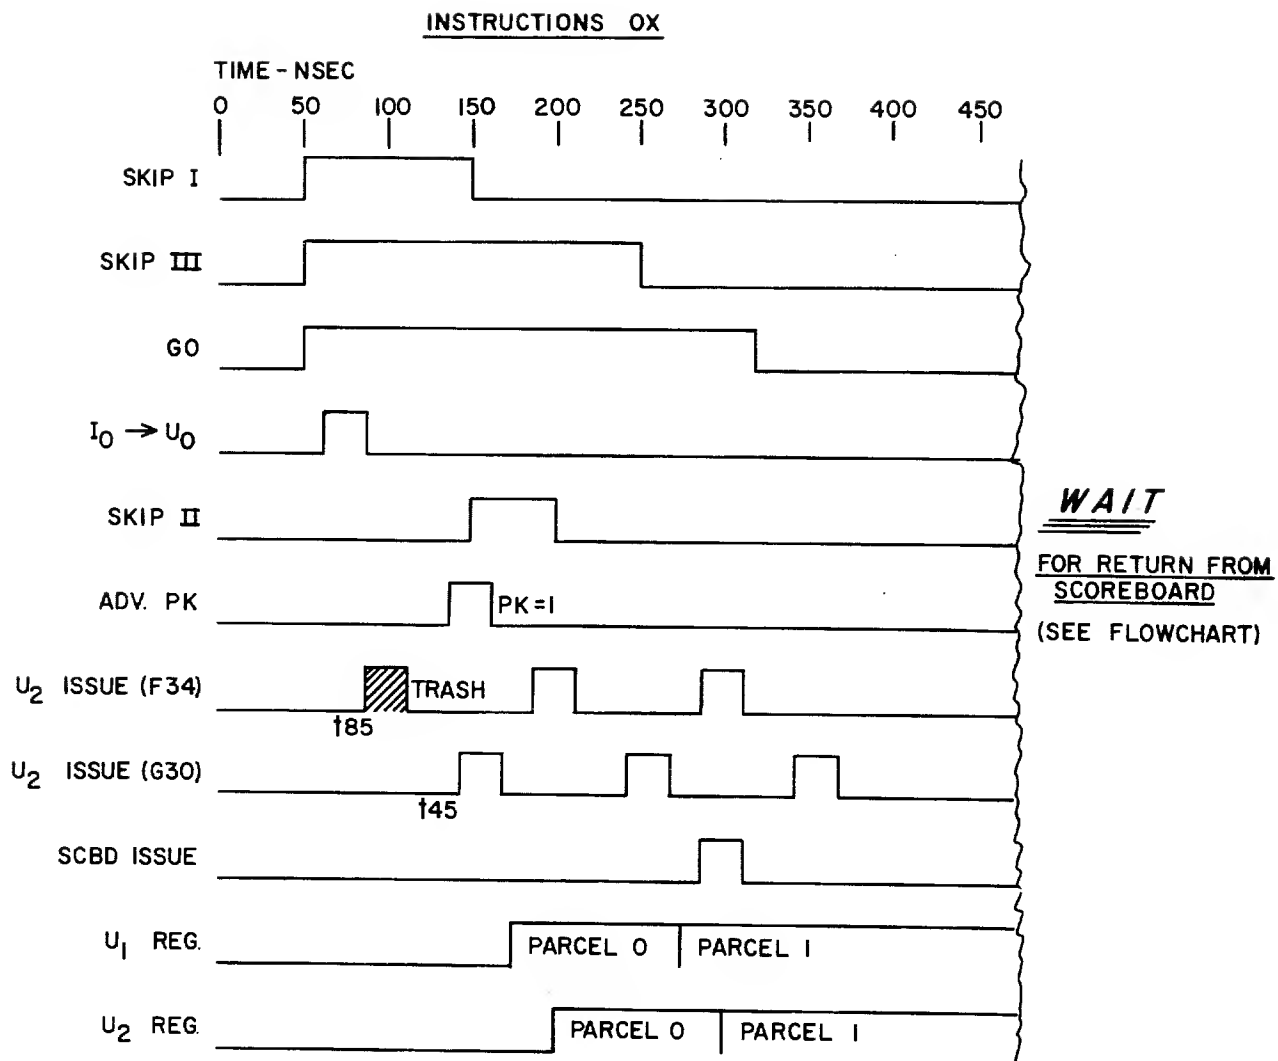 INSTRUCTIONS OX
TIME - NSEC
0 50 100 150 200 250 300 350 400 450
SKIP I
SKIP III
GO
I0 → U0
SKIP II
WAIT
FOR RETURN FROM
SCOREBOARD
(SEE FLOWCHART)
ADV. PK
PK=1
U2 ISSUE (F34)
TRASH
t85
U2 ISSUE (G30)
t45
SCBD ISSUE
U1 REG.
PARCEL 0
PARCEL 1
U2 REG.
PARCEL 0
PARCEL 1